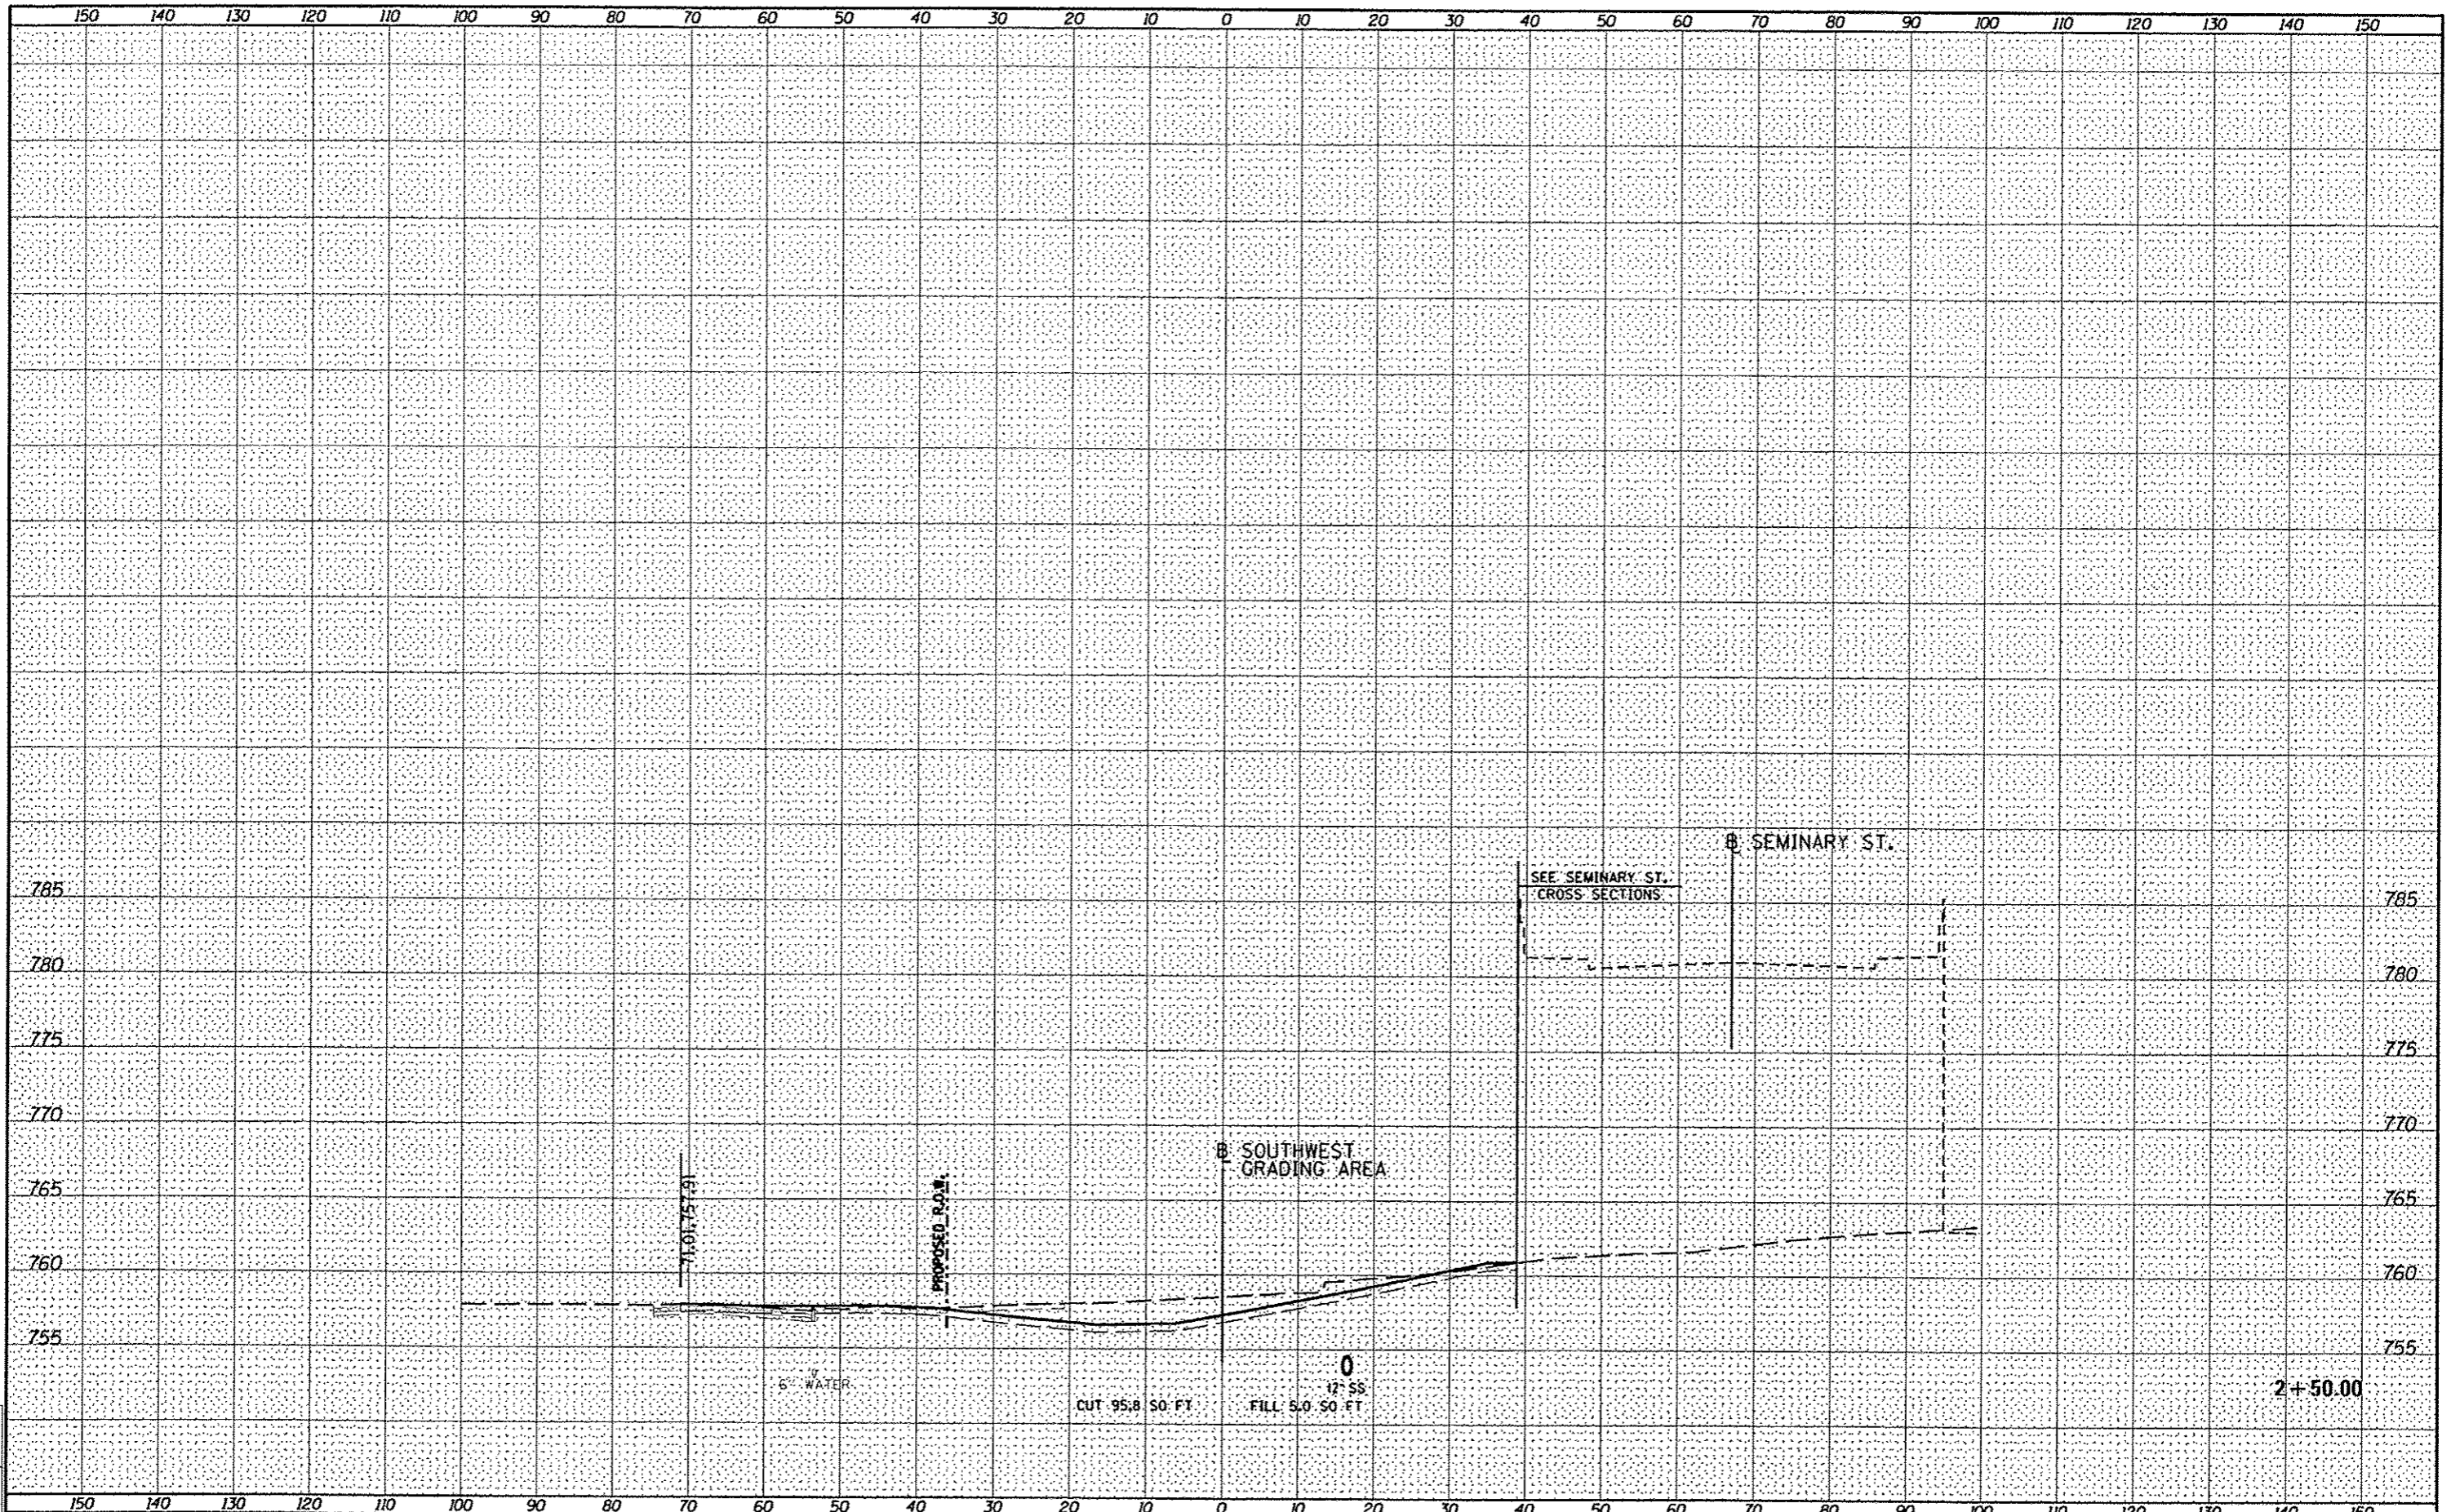 150 140 130 120 110 100 90 80 70 60 50 40 30 20 10 0 10 20 30 40 50 60 70 80 90 100 110 120 130 140 150
B SEMINARY ST.
SEE SEMINARY ST.
CROSS SECTIONS
785 785
780 780
775 775
770 770
B SOUTHWEST
GRADING AREA
765 765
71.01, 757.91
PROPOSED R.O.W.
760 760
755 755
6" WATER
0
12" SS
2+50.00
CUT 95.8 SQ FT FILL 5.0 SQ FT
150 140 130 120 110 100 90 80 70 60 50 40 30 20 10 0 10 20 30 40 50 60 70 80 90 100 110 120 130 140 150